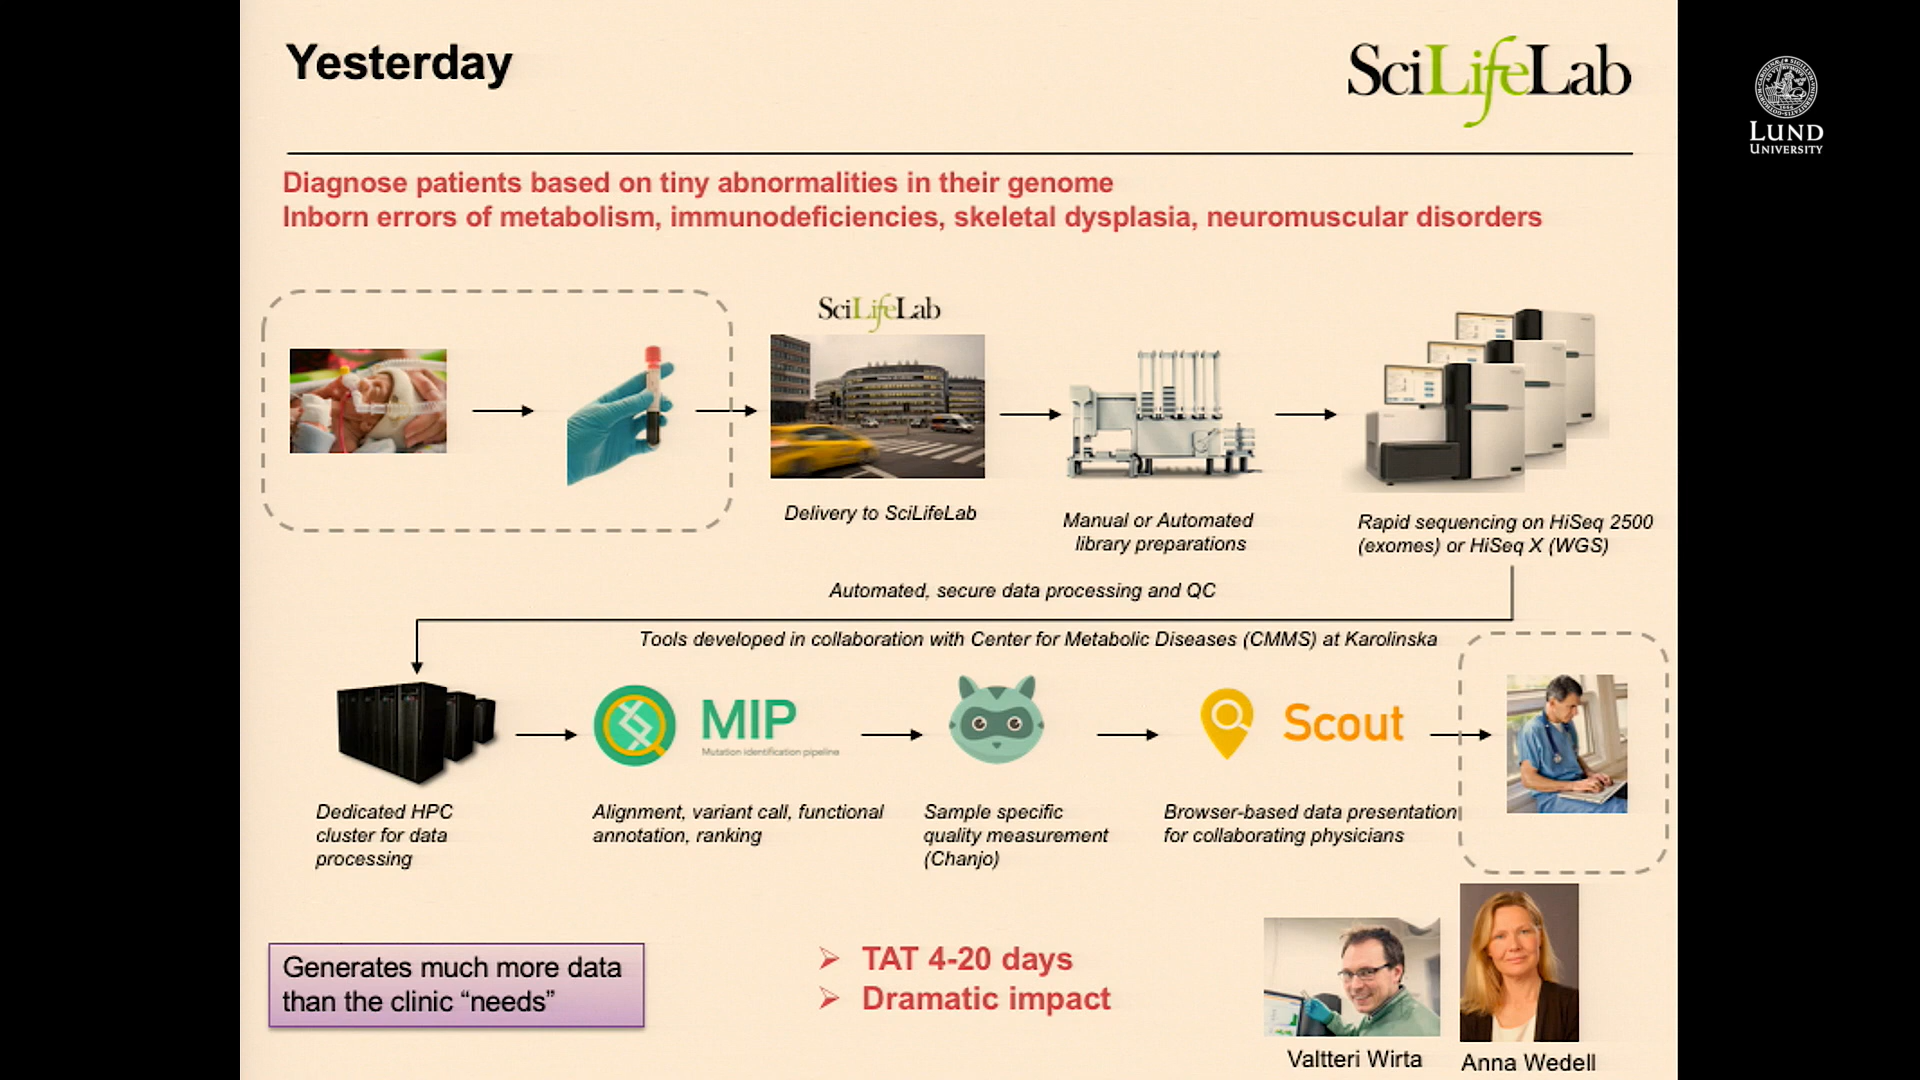 Yesterday
SciLifeLab
LUND
UNIVERSITY
Diagnose patients based on tiny abnormalities in their genome
Inborn errors of metabolism, immunodeficiencies, skeletal dysplasia, neuromuscular disorders
SciLifeLab
Delivery to SciLifeLab
Manual or Automated
library preparations
Rapid sequencing on HiSeq 2500
(exomes) or HiSeq X (WGS)
Automated, secure data processing and QC
Tools developed in collaboration with Center for Metabolic Diseases (CMMS) at Karolinska
MIP
Mutation identification pipeline
Scout
Dedicated HPC
cluster for data
processing
Alignment, variant call, functional
annotation, ranking
Sample specific
quality measurement
(Chanjo)
Browser-based data presentation
for collaborating physicians
Generates much more data
than the clinic “needs”
➢ TAT 4-20 days
➢ Dramatic impact
Valtteri Wirta
Anna Wedell